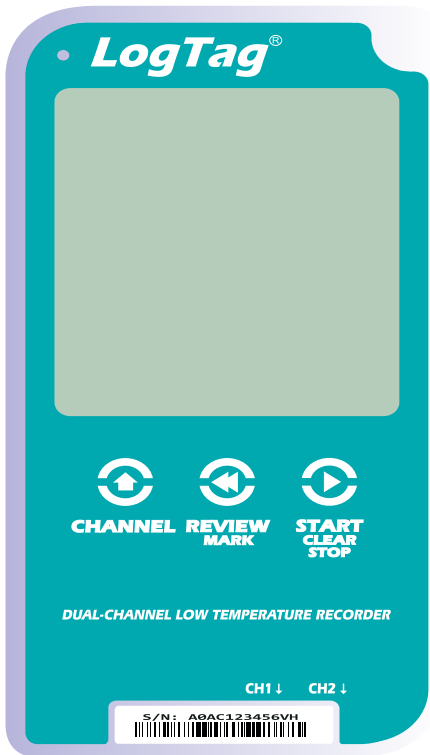 LogTag®
CHANNEL REVIEW START
MARK CLEAR
STOP
DUAL-CHANNEL LOW TEMPERATURE RECORDER
CH1↓ CH2↓
S/N: A0AC123456VH